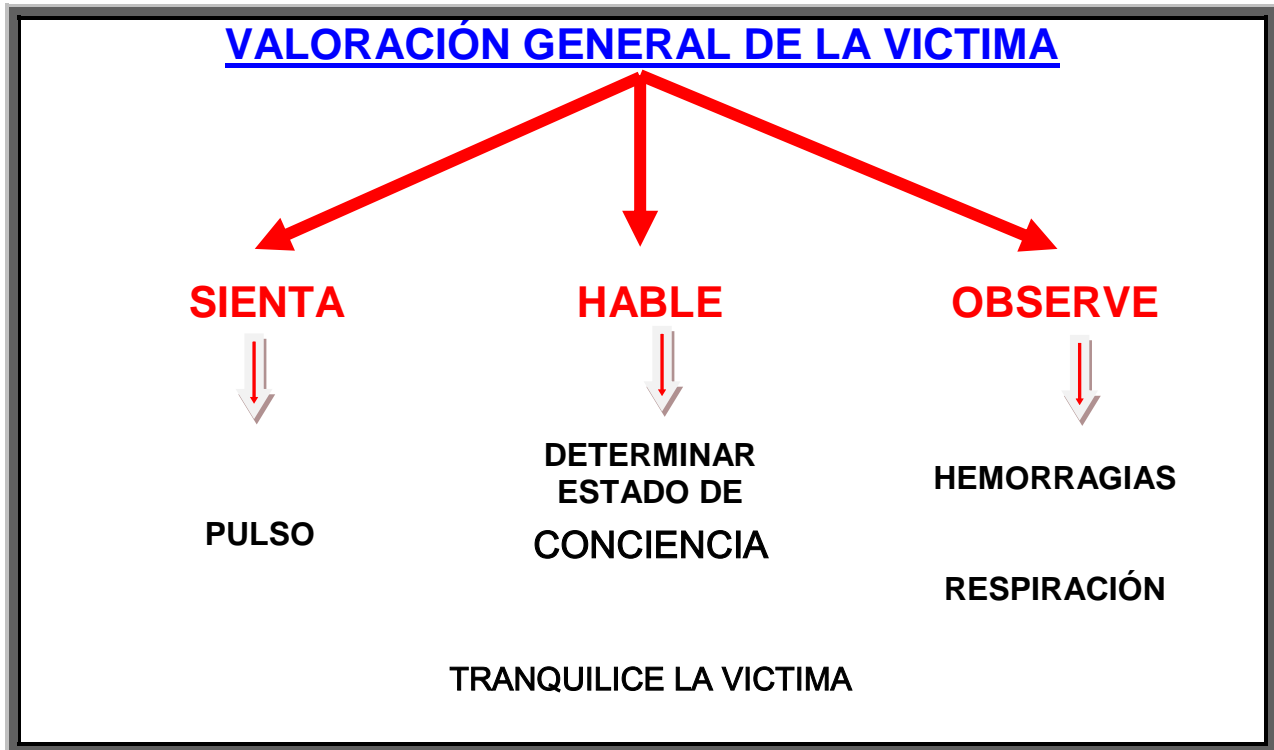 VALORACIÓN GENERAL DE LA VICTIMA
SIENTA
HABLE
OBSERVE
PULSO
DETERMINAR
ESTADO DE
CONCIENCIA
HEMORRAGIAS
RESPIRACIÓN
TRANQUILICE LA VICTIMA